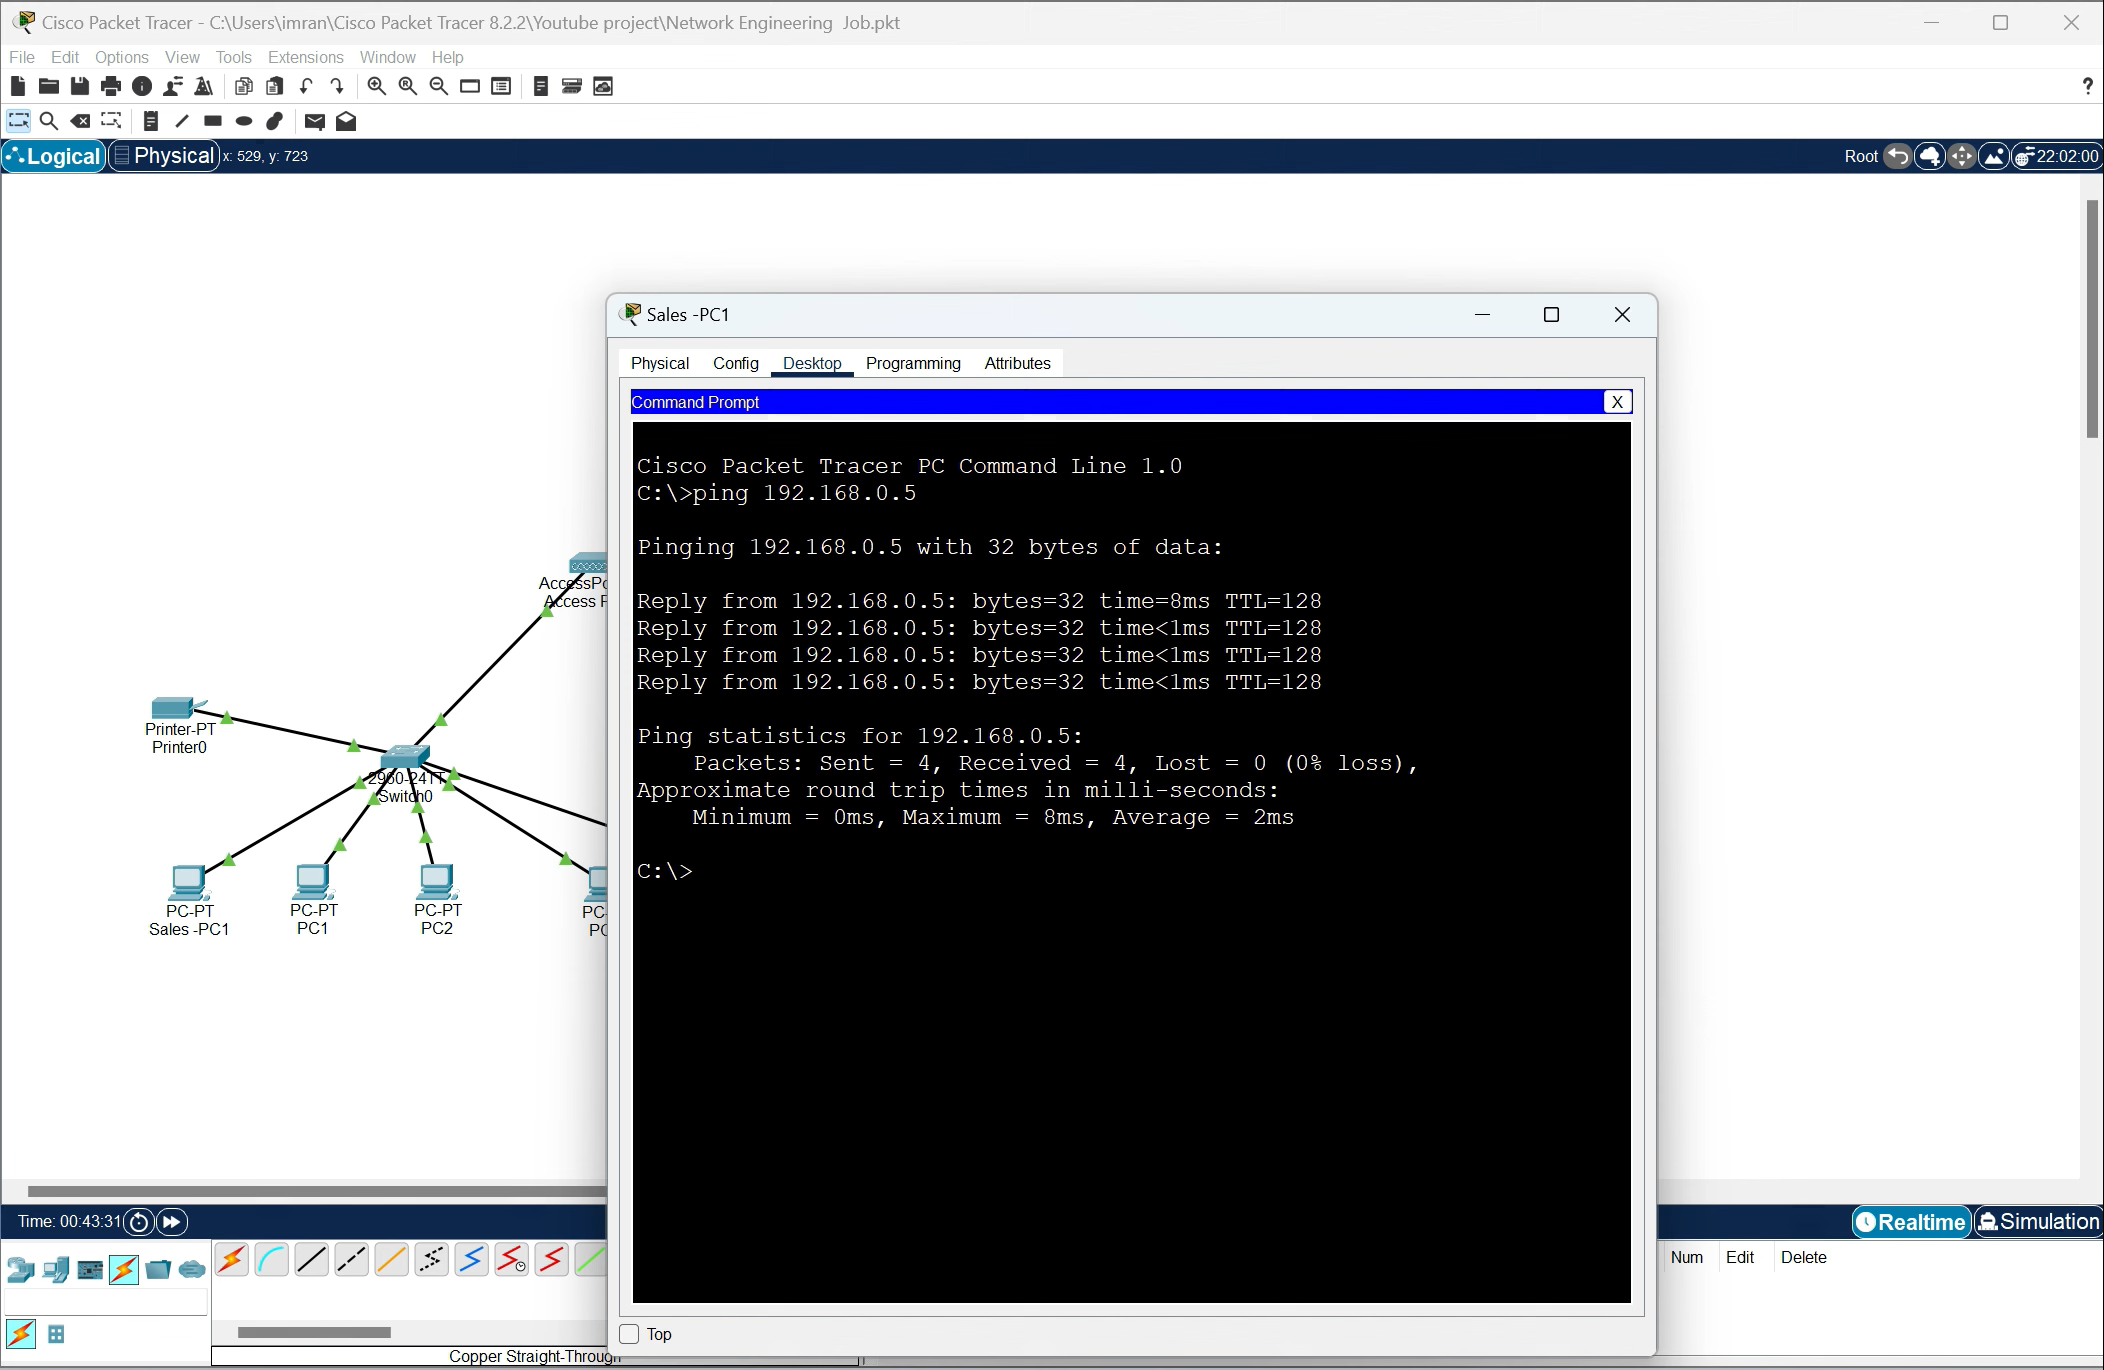 Cisco Packet Tracer - C:\Users\imran\Cisco Packet Tracer 8.2.2\Youtube project\Network Engineering  Job.pkt
File Edit Options View Tools Extensions Window Help
?
Logical Physical x: 529, y: 723
Root 22:02:00
Sales -PC1
Physical Config Desktop Programming Attributes
Command Prompt
X
Cisco Packet Tracer PC Command Line 1.0
C:\>ping 192.168.0.5
Pinging 192.168.0.5 with 32 bytes of data:
Reply from 192.168.0.5: bytes=32 time=8ms TTL=128
Reply from 192.168.0.5: bytes=32 time<1ms TTL=128
Reply from 192.168.0.5: bytes=32 time<1ms TTL=128
Reply from 192.168.0.5: bytes=32 time<1ms TTL=128
Ping statistics for 192.168.0.5:
Packets: Sent = 4, Received = 4, Lost = 0 (0% loss),
Approximate round trip times in milli-seconds:
Minimum = 0ms, Maximum = 8ms, Average = 2ms
C:\>
Top
AccessPo
Access P
Printer-PT
Printer0
2960-24TT
Switch0
PC-PT
Sales -PC1
PC-PT
PC1
PC-PT
PC2
PC-
PC
Time: 00:43:31
Realtime Simulation
Num Edit Delete
Copper Straight-Through